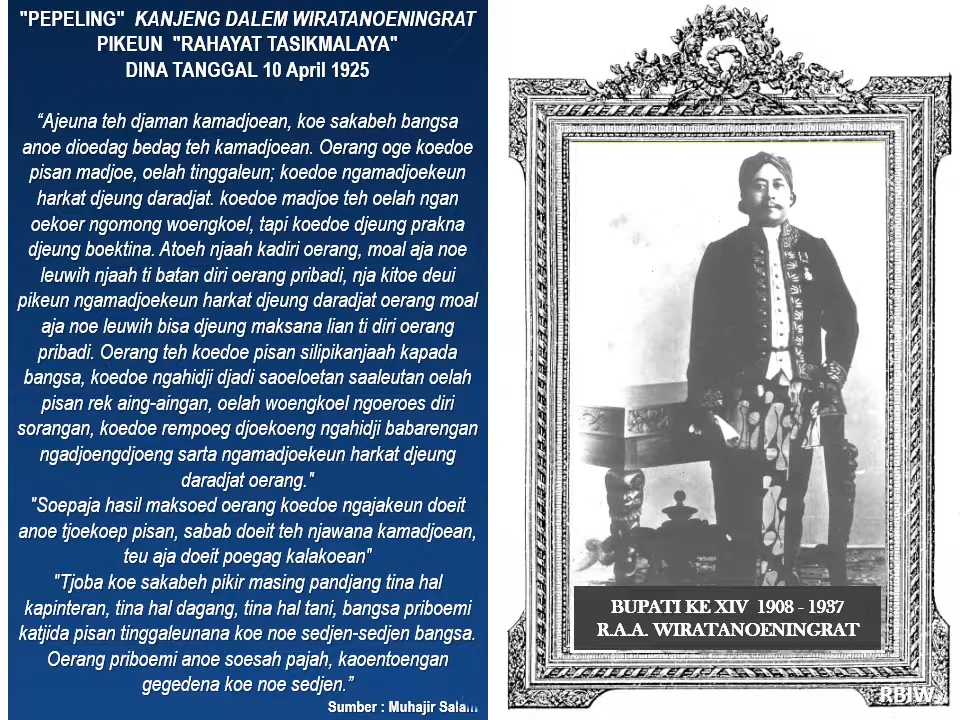 "PEPELING" KANJENG DALEM WIRATANOENINGRAT
PIKEUN "RAHAYAT TASIKMALAYA"
DINA TANGGAL 10 April 1925
“Ajeuna teh djaman kamadjoean, koe sakabeh bangsa
anoe dioedag bedag teh kamadjoean. Oerang oge koedoe
pisan madjoe, oelah tinggaleun; koedoe ngamadjoekeun
harkat djeung daradjat. koedoe madjoe teh oelah ngan
oekoer ngomong woengkoel, tapi koedoe djeung prakna
djeung boektina. Atoeh njaah kadiri oerang, moal aja noe
leuwih njaah ti batan diri oerang pribadi, nja kitoe deui
pikeun ngamadjoekeun harkat djeung daradjat oerang moal
aja noe leuwih bisa djeung maksana lian ti diri oerang
pribadi. Oerang teh koedoe pisan silipikanjaah kapada
bangsa, koedoe ngahidji djadi saoeloetan saaleutan oelah
pisan rek aing-aingan, oelah woengkoel ngoeroes diri
sorangan, koedoe rempoeg djoekoeng ngahidji babarengan
ngadjoengdjoeng sarta ngamadjoekeun harkat djeung
daradjat oerang."
"Soepaja hasil maksoed oerang koedoe ngajakeun doeit
anoe tjoekoep pisan, sabab doeit teh njawana kamadjoean,
teu aja doeit poegag kalakoean"
"Tjoba koe sakabeh pikir masing pandjang tina hal
kapinteran, tina hal dagang, tina hal tani, bangsa priboemi
katjida pisan tinggaleunana koe noe sedjen-sedjen bangsa.
Oerang priboemi anoe soesah pajah, kaoentoengan
gegedena koe noe sedjen.”
Sumber : Muhajir Salam
BUPATI KE XIV 1908 - 1937
R.A.A. WIRATANOENINGRAT
RBIW